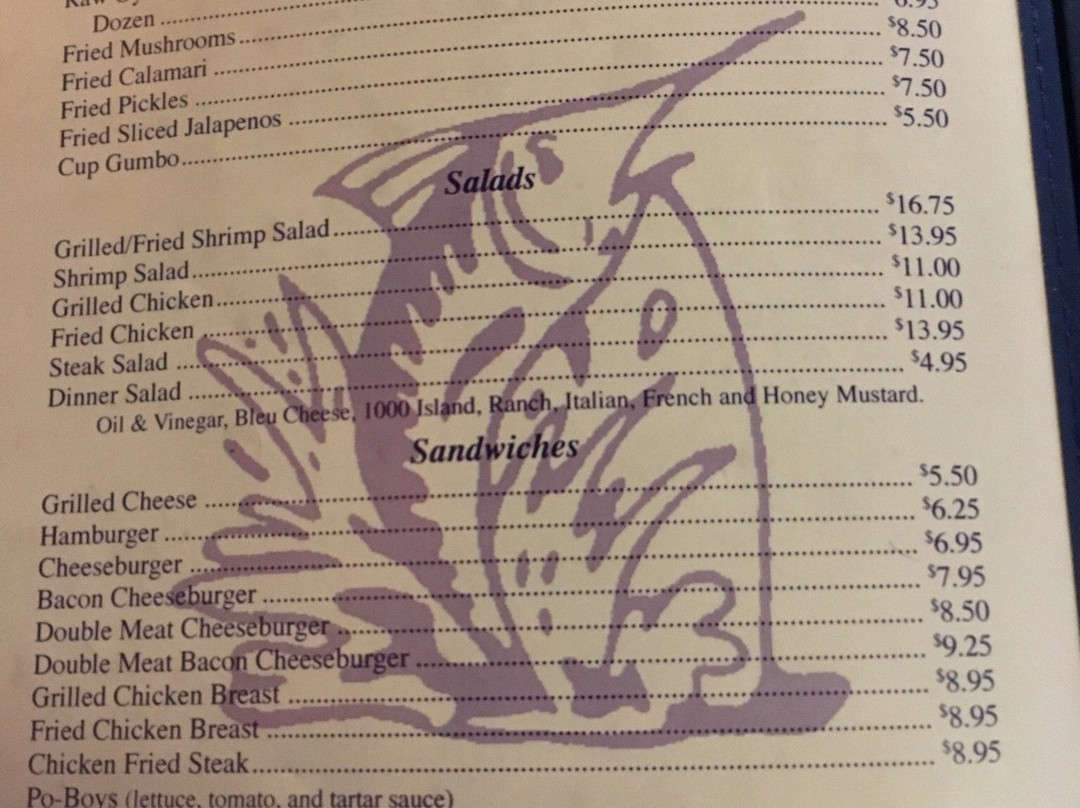 Dozen
Fried Mushrooms
Fried Calamari $8.50
Fried Pickles $7.50
Fried Sliced Jalapenos $7.50
Cup Gumbo $5.50
Salads
Grilled/Fried Shrimp Salad $16.75
Shrimp Salad $13.95
Grilled Chicken $11.00
Fried Chicken $11.00
Steak Salad $13.95
Dinner Salad $4.95
Oil & Vinegar, Bleu Cheese, 1000 Island, Ranch, Italian, French and Honey Mustard.
Sandwiches
Grilled Cheese $5.50
Hamburger $6.25
Cheeseburger $6.95
Bacon Cheeseburger $7.95
Double Meat Cheeseburger $8.50
Double Meat Bacon Cheeseburger $9.25
Grilled Chicken Breast $8.95
Fried Chicken Breast $8.95
Chicken Fried Steak $8.95
Po-Boys (lettuce, tomato, and tartar sauce)